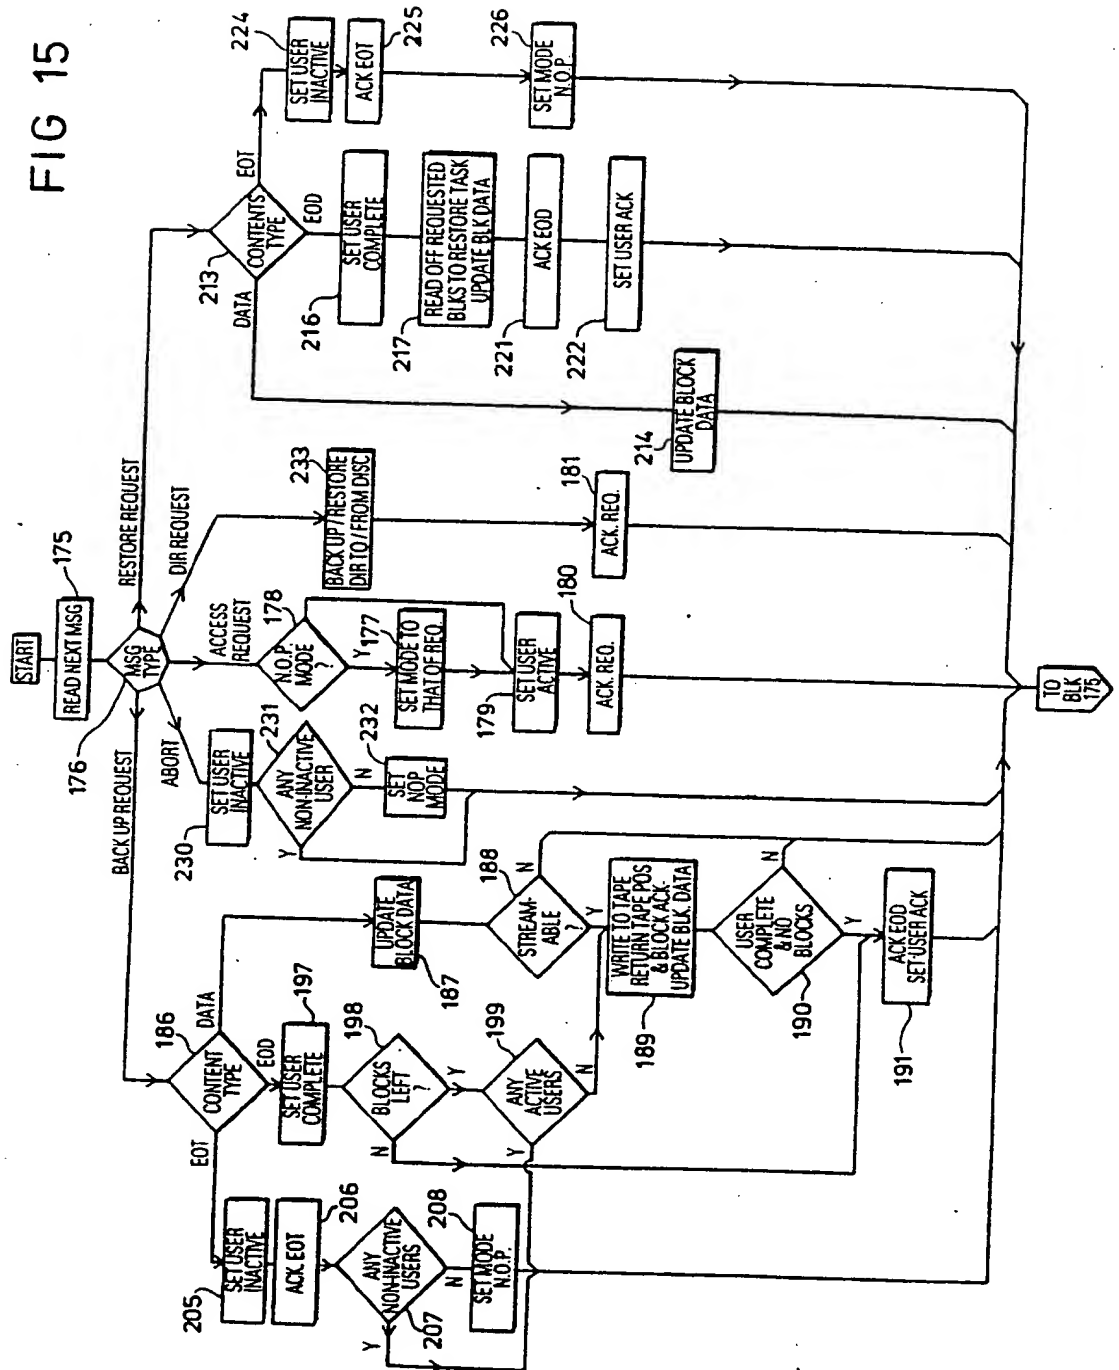 FIG 15
START
READ NEXT MSG
175
MSG
TYPE
176
BACK UP REQUEST
ABORT
ACCESS
REQUEST
DIR REQUEST
RESTORE REQUEST
186
CONTENT
TYPE
EOT
EOD
DATA
205
SET USER
INACTIVE
ACK EOT
206
ANY
NON-INACTIVE
USERS
207
Y
N
SET MODE
N.O.P.
208
SET USER
COMPLETE
197
BLOCKS
LEFT
?
198
N
Y
ANY
ACTIVE
USERS
199
Y
N
UPDATE
BLOCK DATA
187
STREAM-
ABLE
?
188
N
Y
WRITE TO TAPE
RETURN TAPE POS
& BLOCK ACK-
UPDATE BLK. DATA
189
USER
COMPLETE
& NO
BLOCKS
190
N
Y
ACK EOD
SET USER ACK
191
230
SET USER
INACTIVE
231
ANY
NON-INACTIVE
USER
Y
N
232
SET
NOP
MODE
N.O.P.
MODE
?
178
Y
177
SET MODE TO
THAT OF REQ.
179
SET USER
ACTIVE
180
ACK. REQ.
233
BACK UP / RESTORE
DIR TO / FROM DISC
181
ACK. REQ.
213
CONTENTS
TYPE
DATA
EOD
EOT
214
UPDATE BLOCK
DATA
216
SET USER
COMPLETE
217
READ OFF REQUESTED
BLKS TO RESTORE TASK
UPDATE BLK DATA
221
ACK EOD
222
SET USER ACK
224
SET USER
INACTIVE
225
ACK EOT
226
SET MODE
N.O.P.
TO
BLK
175